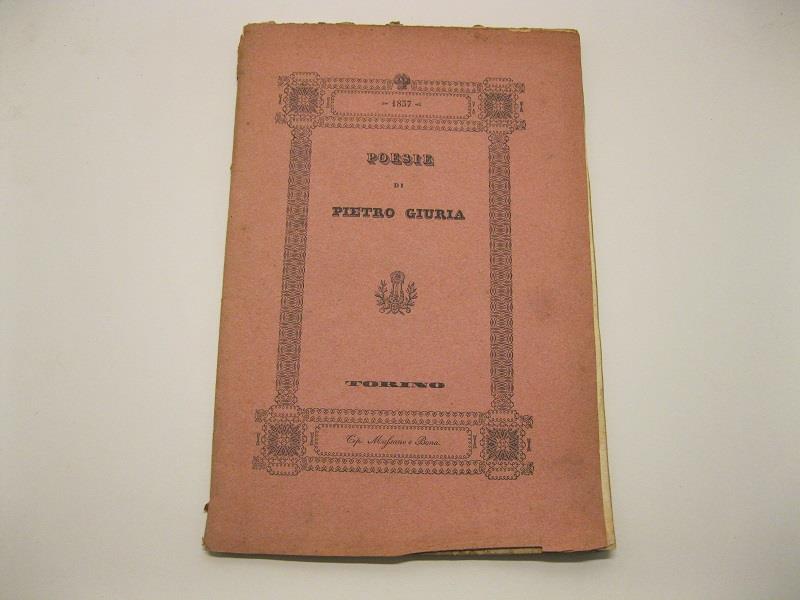 1837
POESIE
DI
PIETRO GIURIA
TORINO
Tip. Mussano e Bona.